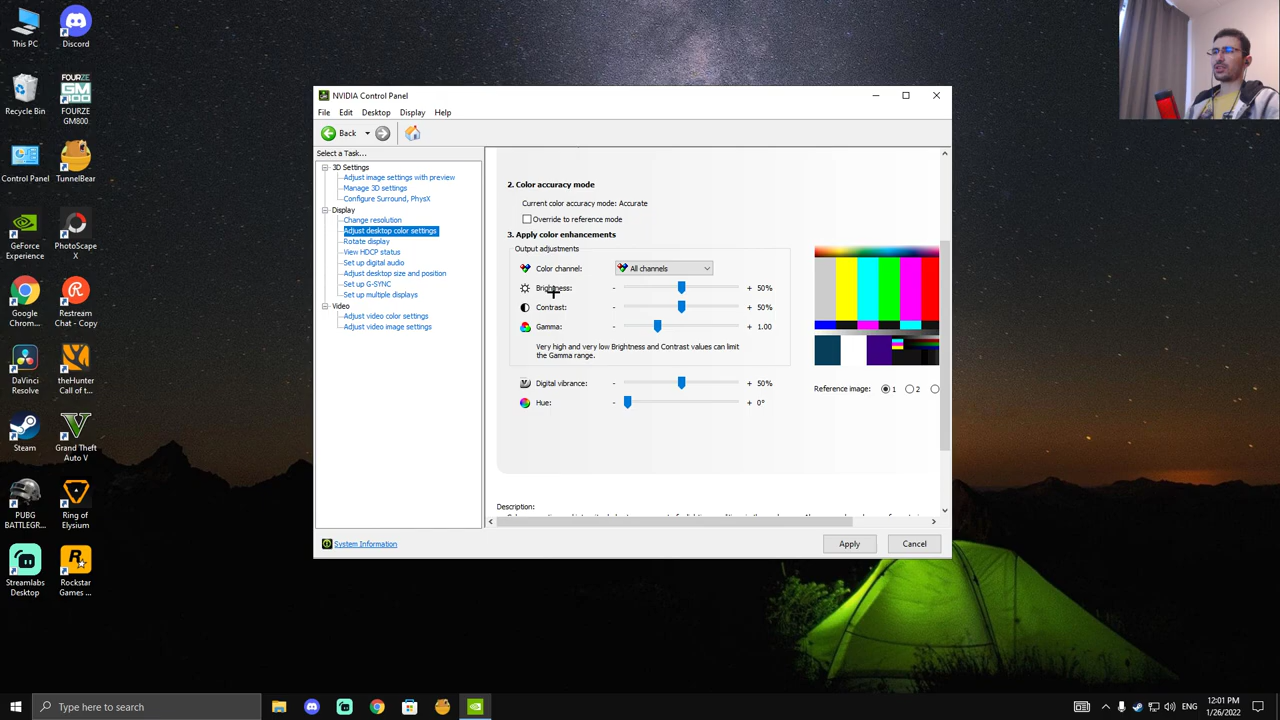 This PC
Discord
Recycle Bin
FOURZE
GM800
FOURZE
GM800
Control Panel
TunnelBear
GeForce
Experience
PhotoScape
X
Google
Chrom...
Restream
Chat - Copy
DaVinci
Resolve
theHunter
Call of t...
Steam
Grand Theft
Auto V
PUBG
BATTLEGR...
Ring of
Elysium
Streamlabs
Desktop
Rockstar
Games ...
NVIDIA Control Panel
File Edit Desktop Display Help
Back
Select a Task...
3D Settings
Adjust image settings with preview
Manage 3D settings
Configure Surround, PhysX
Display
Change resolution
Adjust desktop color settings
Rotate display
View HDCP status
Set up digital audio
Adjust desktop size and position
Set up G-SYNC
Set up multiple displays
Video
Adjust video color settings
Adjust video image settings
System Information
2. Color accuracy mode
Current color accuracy mode: Accurate
Override to reference mode
3. Apply color enhancements
Output adjustments
Color channel: All channels
Brightness: - + 50%
Contrast: - + 50%
Gamma: - + 1.00
Very high and very low Brightness and Contrast values can limit
the Gamma range.
Digital vibrance: - + 50%
Hue: - + 0°
Reference image: 1 2
Description:
Apply Cancel
Type here to search
ENG
12:01 PM
1/26/2022